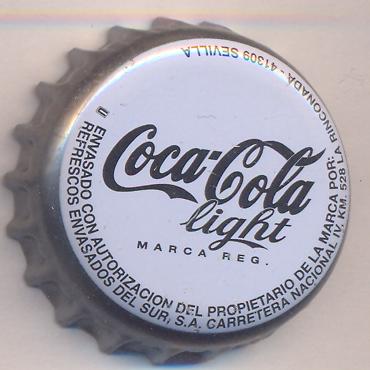 Coca-Cola
light
MARCA REG.
ENVASADO CON AUTORIZACION DEL PROPIETARIO DE LA MARCA POR:
REFRESCOS ENVASADOS DEL SUR, S.A. CARRETERA NACIONAL IV. KM. 528 LA RINCONADA - 41309 SEVILLA